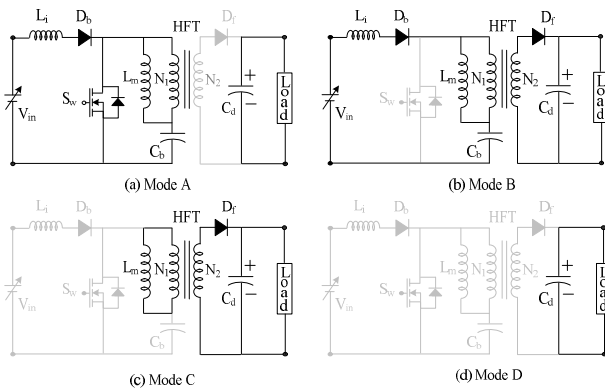 Li Db HFT Df
Vin Sw Lm N1 N2 + − Cd Load
Cb
(a) Mode A
Li Db HFT Df
Vin Sw Lm N1 N2 + − Cd Load
Cb
(b) Mode B
Li Db HFT Df
Vin Sw Lm N1 N2 + − Cd Load
Cb
(c) Mode C
Li Db HFT Df
Vin Sw Lm N1 N2 + − Cd Load
Cb
(d) Mode D